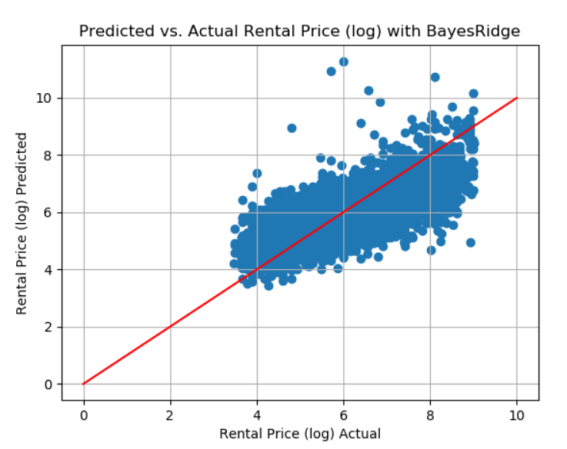 Predicted vs. Actual Rental Price (log) with BayesRidge
Rental Price (log) Predicted
10
8
6
4
2
0
0 2 4 6 8 10
Rental Price (log) Actual